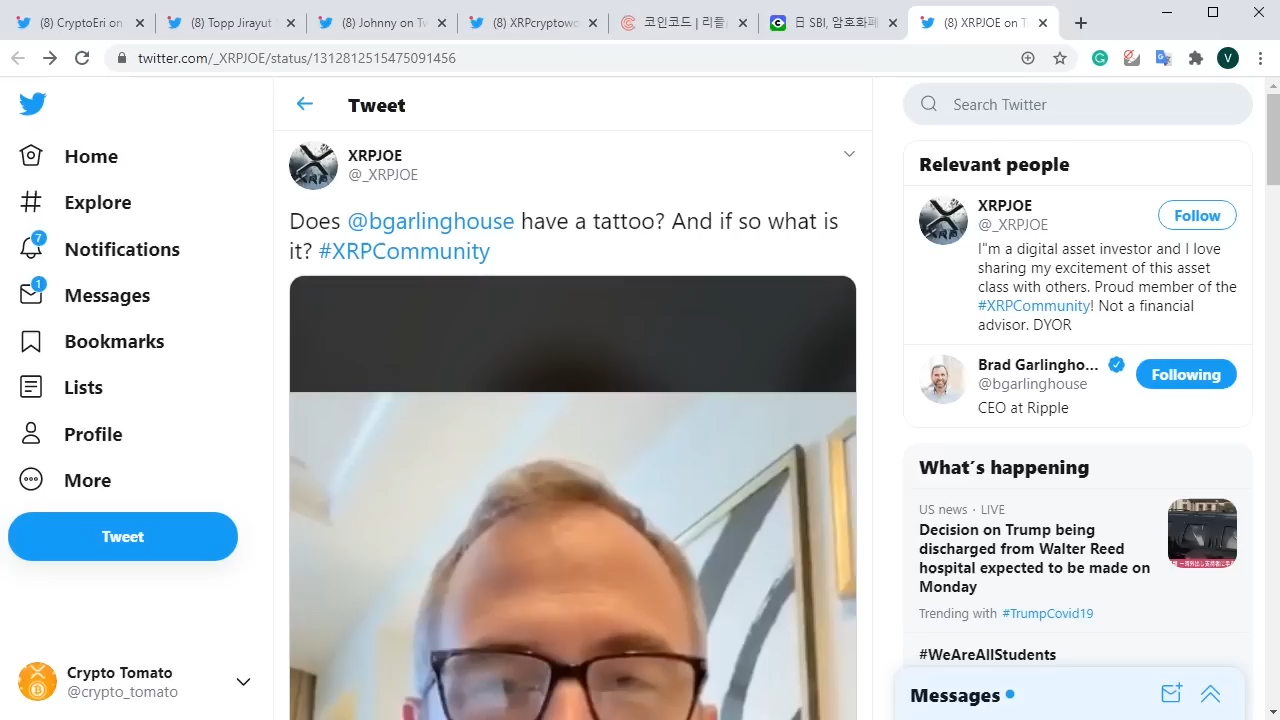 (8) CryptoEri on
(8) Topp Jirayut
(8) Johnny on Tw
(8) XRPcryptowo
코인코드 | 리플
日 SBI, 암호화폐
(8) XRPJOE on T
twitter.com/_XRPJOE/status/1312812515475091456
V
Home
Explore
7
Notifications
1
Messages
Bookmarks
Lists
Profile
More
Tweet
Crypto Tomato
@crypto_tomato
Tweet
XRPJOE
@_XRPJOE
Does @bgarlinghouse have a tattoo? And if so what is
it? #XRPCommunity
Search Twitter
Relevant people
XRPJOE
@_XRPJOE
Follow
I"m a digital asset investor and I love
sharing my excitement of this asset
class with others. Proud member of the
#XRPCommunity! Not a financial
advisor. DYOR
Brad Garlingho...
@bgarlinghouse
Following
CEO at Ripple
What's happening
US news · LIVE
Decision on Trump being
discharged from Walter Reed
hospital expected to be made on
Monday
Trending with #TrumpCovid19
#WeAreAllStudents
Messages